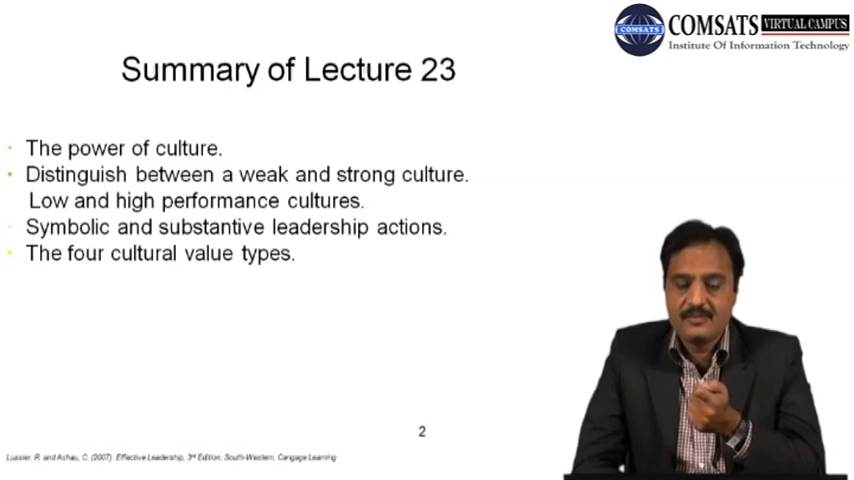 COMSATS VIRTUAL CAMPUS
Institute Of Information Technology
COMSATS
Summary of Lecture 23
• The power of culture.
• Distinguish between a weak and strong culture.
Low and high performance cultures.
• Symbolic and substantive leadership actions.
• The four cultural value types.
2
Lussier, R. and Achau, C. (2007). Effective Leadership, 3rd Edition, South-Western, Cengage Learning